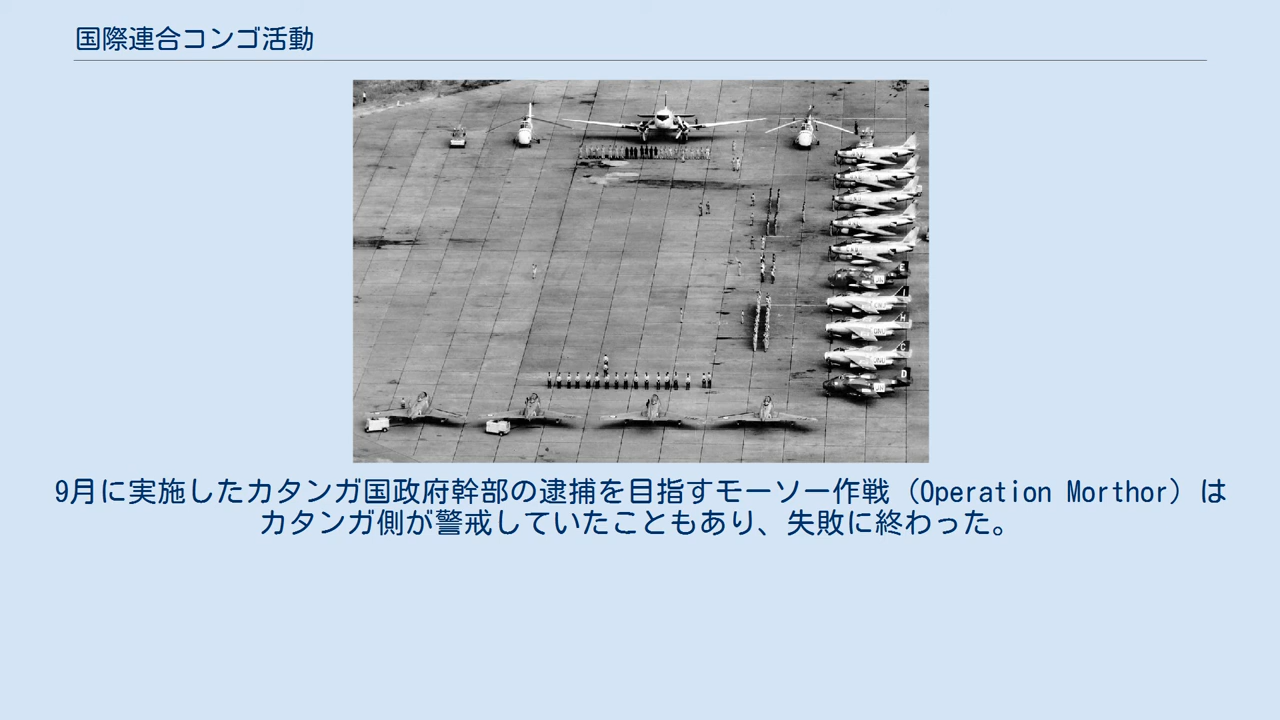 国際連合コンゴ活動
9月に実施したカタンガ国政府幹部の逮捕を目指すモーソー作戦（Operation Morthor）は
カタンガ側が警戒していたこともあり、失敗に終わった。